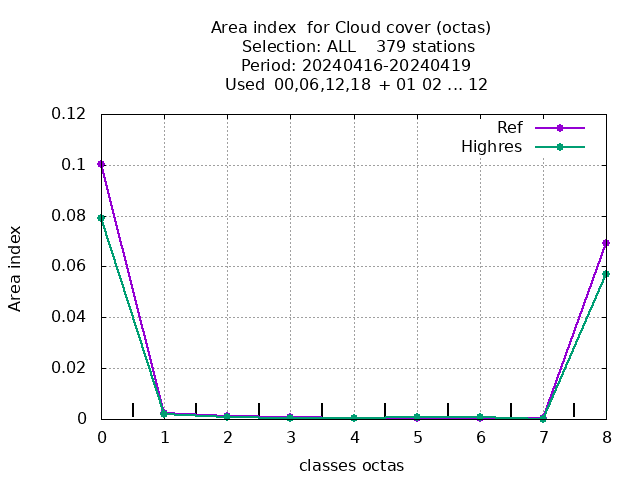 Area index  for Cloud cover (octas)
Selection: ALL    379 stations
Period: 20240416-20240419
Used  00,06,12,18  + 01 02 ... 12
Ref
Highres
0.12
0.1
0.08
0.06
0.04
0.02
0
Area index
0 1 2 3 4 5 6 7 8
classes octas